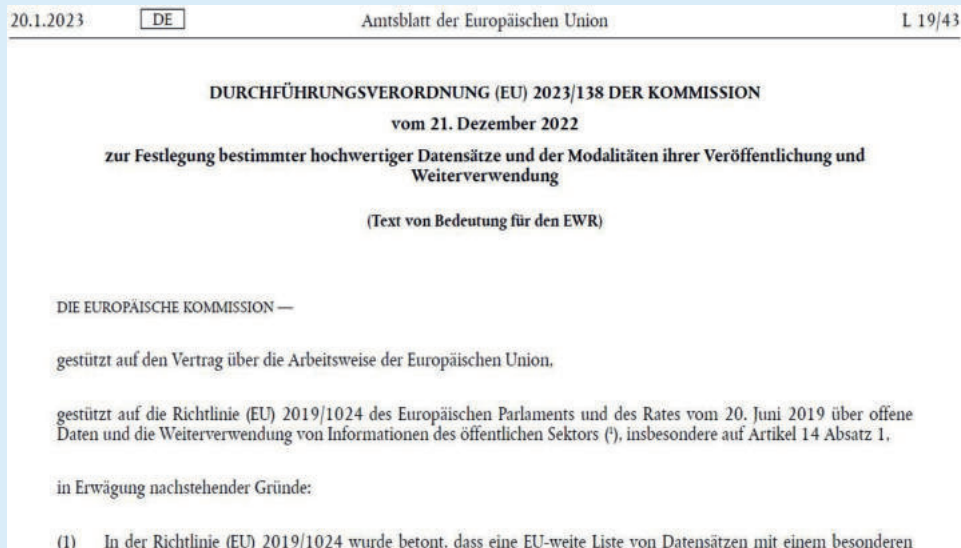 20.1.2023 DE Amtsblatt der Europäischen Union L 19/43
DURCHFÜHRUNGSVERORDNUNG (EU) 2023/138 DER KOMMISSION
vom 21. Dezember 2022
zur Festlegung bestimmter hochwertiger Datensätze und der Modalitäten ihrer Veröffentlichung und
Weiterverwendung
(Text von Bedeutung für den EWR)
DIE EUROPÄISCHE KOMMISSION —
gestützt auf den Vertrag über die Arbeitsweise der Europäischen Union,
gestützt auf die Richtlinie (EU) 2019/1024 des Europäischen Parlaments und des Rates vom 20. Juni 2019 über offene
Daten und die Weiterverwendung von Informationen des öffentlichen Sektors (¹), insbesondere auf Artikel 14 Absatz 1,
in Erwägung nachstehender Gründe:
(1) In der Richtlinie (EU) 2019/1024 wurde betont, dass eine EU-weite Liste von Datensätzen mit einem besonderen